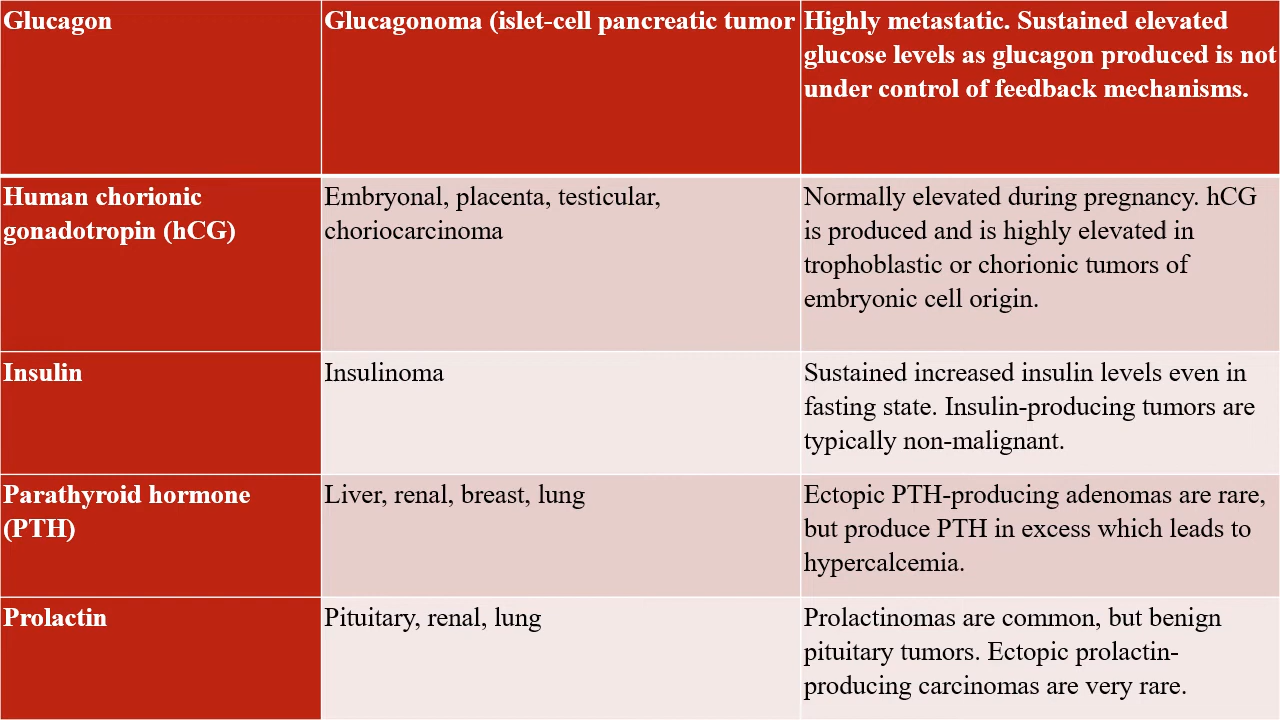 Glucagon
Glucagonoma (islet-cell pancreatic tumor
Highly metastatic. Sustained elevated
glucose levels as glucagon produced is not
under control of feedback mechanisms.
Human chorionic
gonadotropin (hCG)
Embryonal, placenta, testicular,
choriocarcinoma
Normally elevated during pregnancy. hCG
is produced and is highly elevated in
trophoblastic or chorionic tumors of
embryonic cell origin.
Insulin
Insulinoma
Sustained increased insulin levels even in
fasting state. Insulin-producing tumors are
typically non-malignant.
Parathyroid hormone
(PTH)
Liver, renal, breast, lung
Ectopic PTH-producing adenomas are rare,
but produce PTH in excess which leads to
hypercalcemia.
Prolactin
Pituitary, renal, lung
Prolactinomas are common, but benign
pituitary tumors. Ectopic prolactin-
producing carcinomas are very rare.